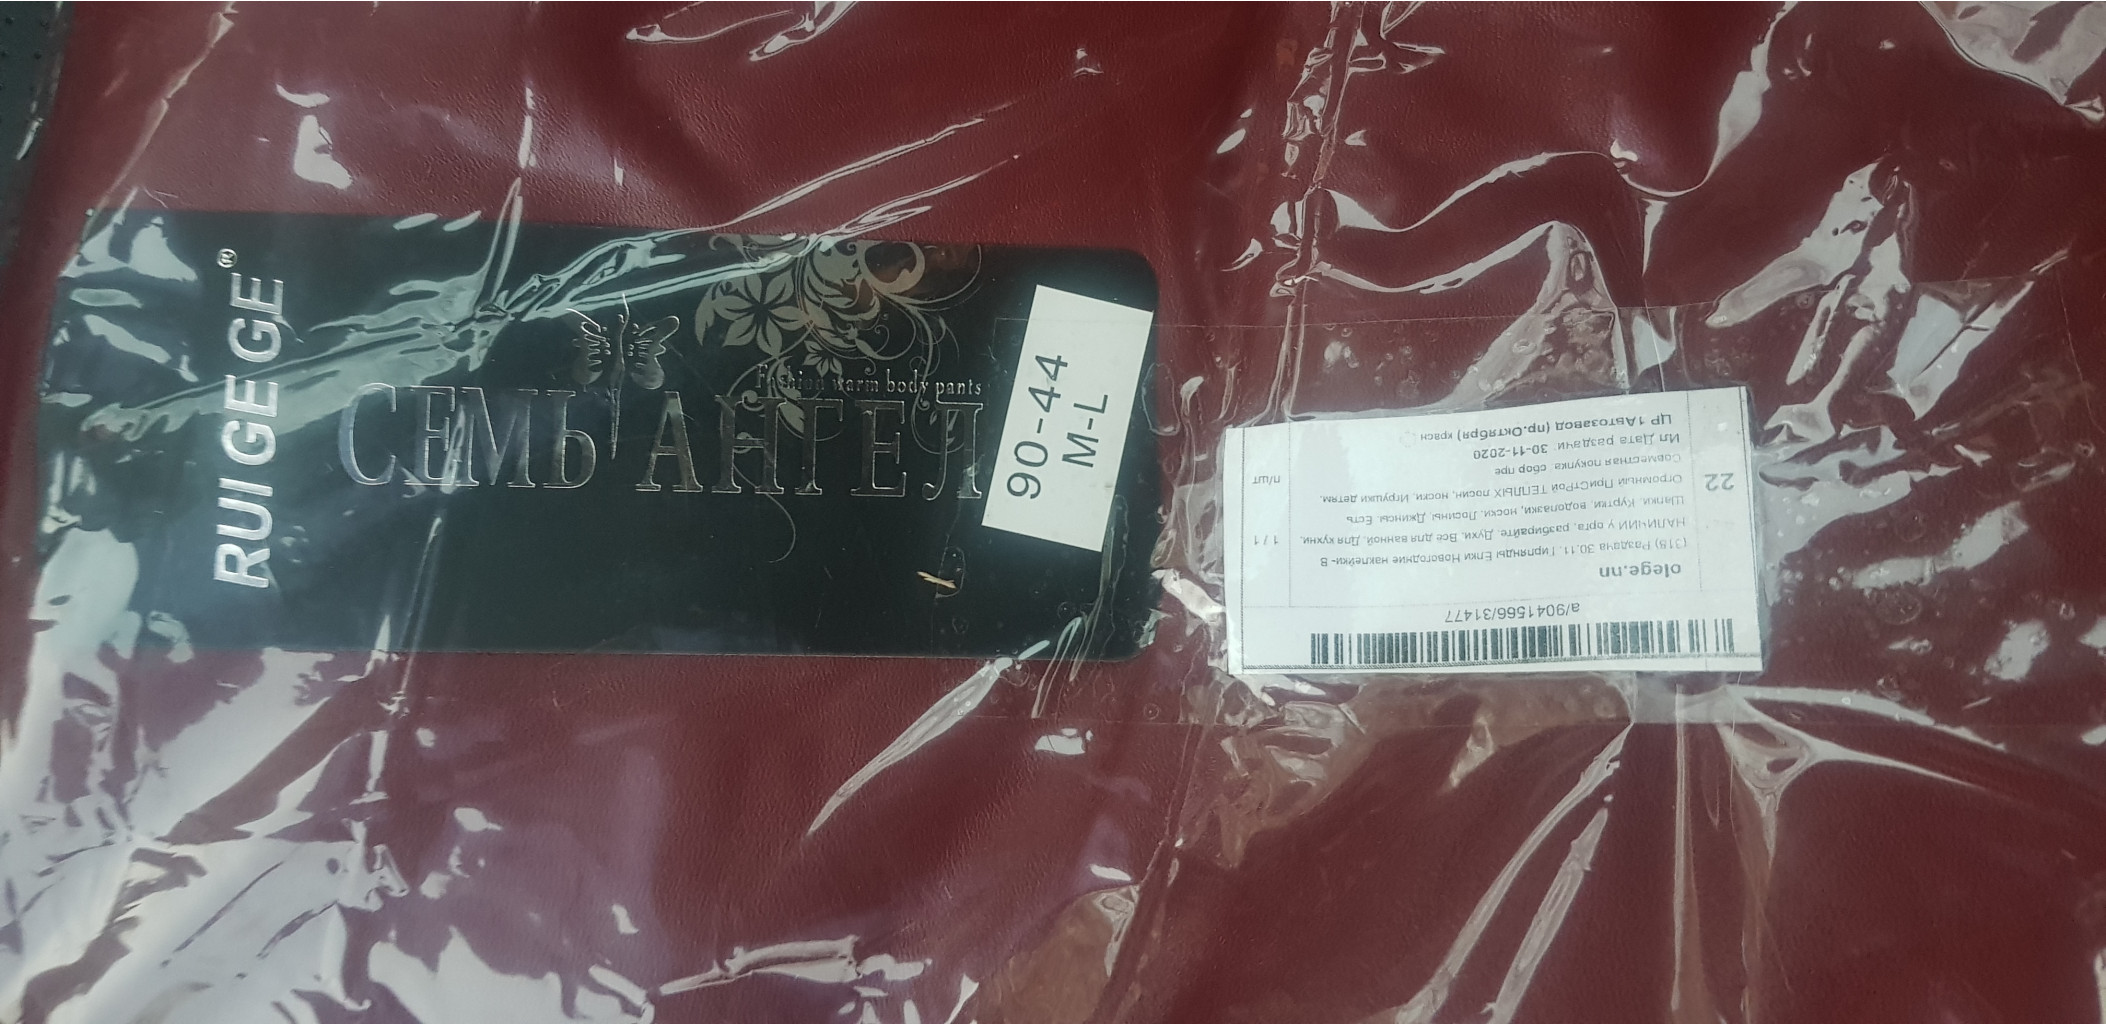 RUIGEGE®
Fashion warm body pants
СЕМЬ АНГЕЛ
90-44
M-L
a/9041566/31477
olege.nn
(318) Раздача 30.11. Гирлянды Елки Новогодние наклейки- В
НАЛИЧИИ у орга, разбирайте. Духи, Все для ванной, Для кухни,
Шапки. Куртки, водолазки, носки. Лосины. Джинсы. Есть
Огромный ПриСтрОй ТЕПЛЫХ лосин, носки. Игрушки детям.
Совместная покупка: сбор пре
Ип Дата раздачи: 30-11-2020
ЦР 1Автозавод (пр.Октября) красн
1 / 1
п/шт
22